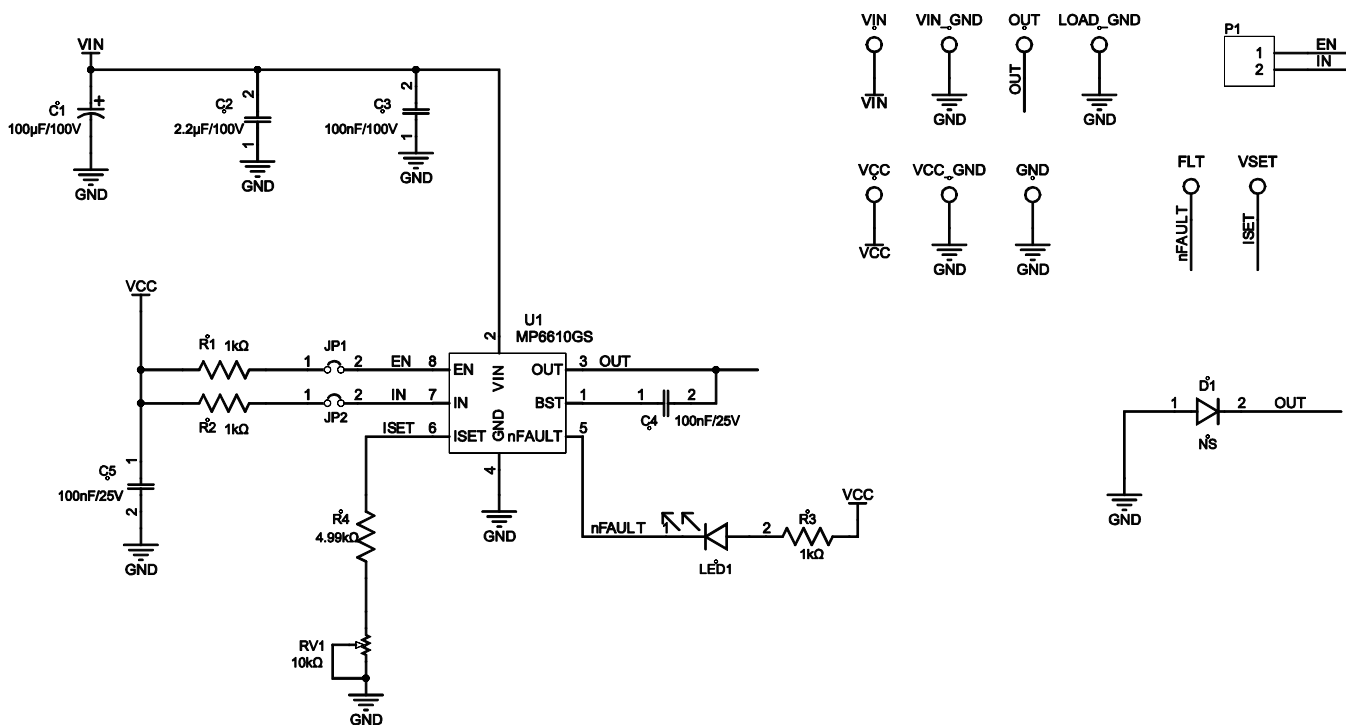 VIN
C1
100µF/100V
GND
2
C2
2.2µF/100V
1
GND
2
C3
100nF/100V
1
GND
VIN
VIN
VIN_GND
GND
OUT
OUT
LOAD_GND
GND
P1
1 EN
2 IN
VCC
VCC
VCC_GND
GND
GND
GND
FLT
nFAULT
VSET
ISET
VCC
R1 1kΩ
1 JP1 2 EN 8
R2 1kΩ
1 JP2 2 IN 7
ISET 6
U1
MP6610GS
2
VIN
EN
IN
ISET
GND
OUT
BST
nFAULT
4
GND
3 OUT
1
1 2
C4 100nF/25V
5
1
C5
100nF/25V
2
GND
R4
4.99kΩ
RV1
10kΩ
GND
nFAULT 1
LED1
2
R3
1kΩ
VCC
D1
1 2 OUT
NS
GND